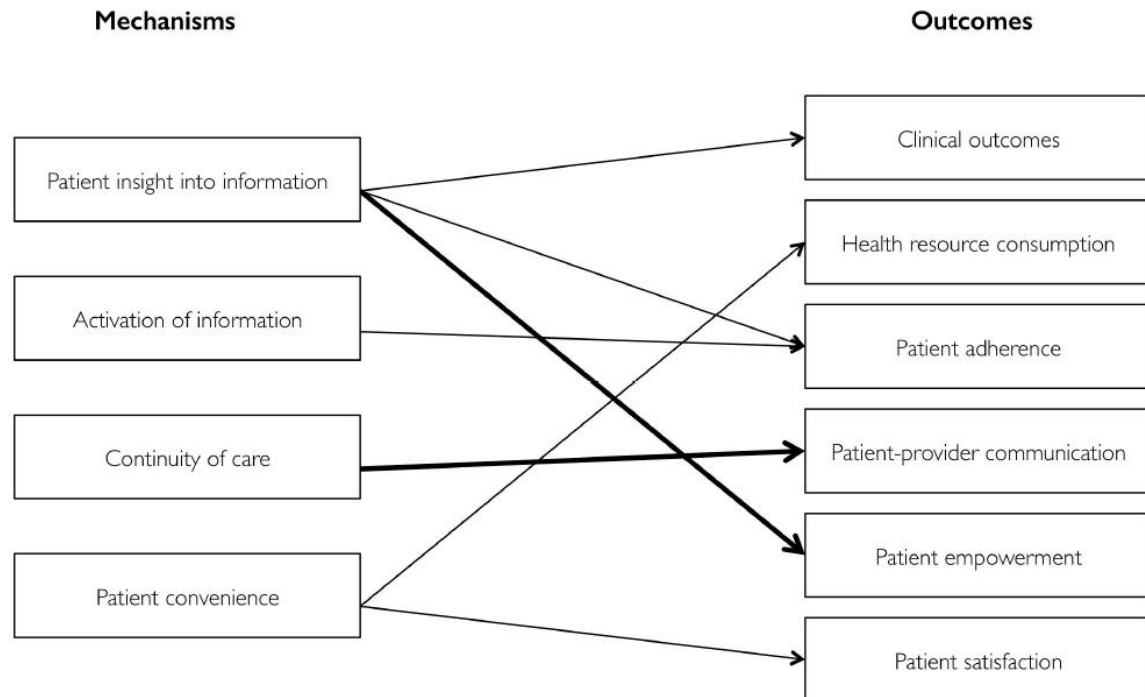 Mechanisms
Outcomes
Patient insight into information
Activation of information
Continuity of care
Patient convenience
Clinical outcomes
Health resource consumption
Patient adherence
Patient-provider communication
Patient empowerment
Patient satisfaction